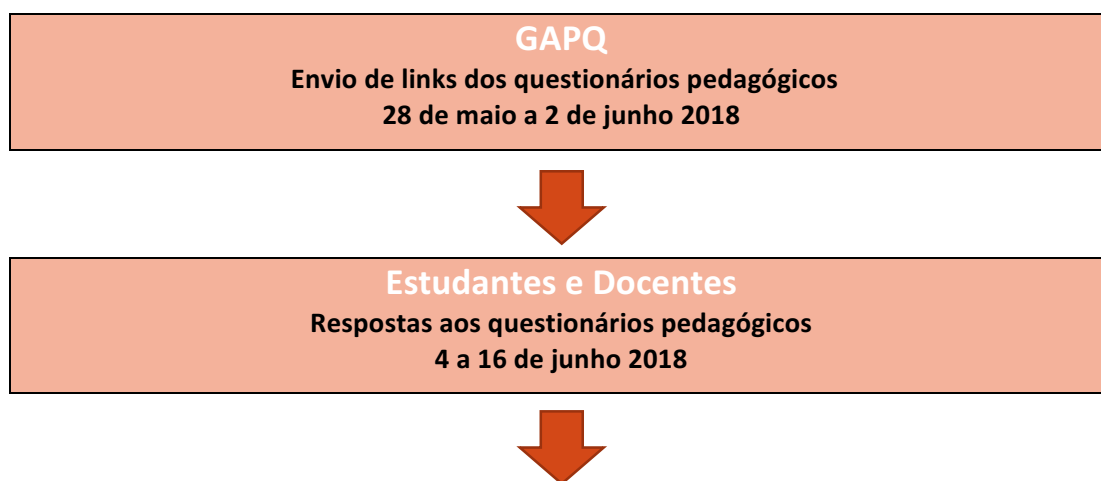 GAPQ
Envio de links dos questionários pedagógicos
28 de maio a 2 de junho 2018
Estudantes e Docentes
Respostas aos questionários pedagógicos
4 a 16 de junho 2018